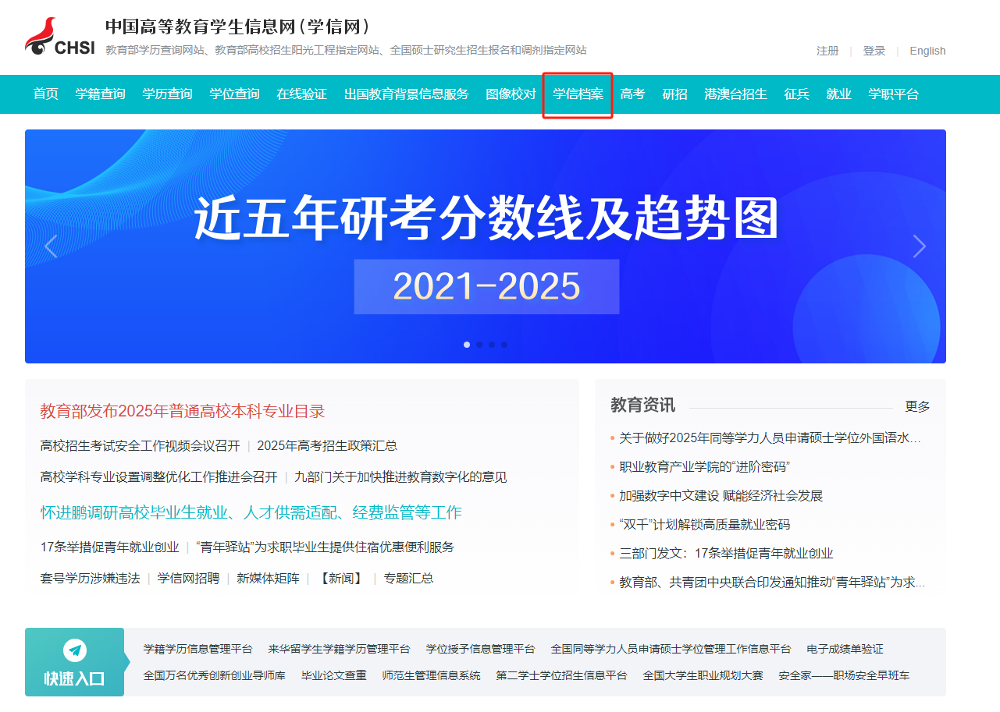 中国高等教育学生信息网(学信网)
CHSI
教育部学历查询网站、教育部高校招生阳光工程指定网站、全国硕士研究生招生报名和调剂指定网站
注册 | 登录 | English
首页 学籍查询 学历查询 学位查询 在线验证 出国教育背景信息服务 图像校对 学信档案 高考 研招 港澳台招生 征兵 就业 学职平台
近五年研考分数线及趋势图
2021-2025
教育部发布2025年普通高校本科专业目录
高校招生考试安全工作视频会议召开 | 2025年高考招生政策汇总
高校学科专业设置调整优化工作推进会召开 | 九部门关于加快推进教育数字化的意见
怀进鹏调研高校毕业生就业、人才供需适配、经费监管等工作
17条举措促青年就业创业 | “青年驿站”为求职毕业生提供住宿优惠便利服务
套号学历涉嫌违法 | 学信网招聘 | 新媒体矩阵 | 【新闻】 | 专题汇总
教育资讯 更多
关于做好2025年同等学力人员申请硕士学位外国语水...
职业教育产业学院的“进阶密码”
加强数字中文建设 赋能经济社会发展
“双千”计划解锁高质量就业密码
三部门发文：17条举措促青年就业创业
教育部、共青团中央联合印发通知推动“青年驿站”为求...
快速入口
学籍学历信息管理平台 来华留学生学籍学历管理平台 学位授予信息管理平台 全国同等学力人员申请硕士学位管理工作信息平台 电子成绩单验证
全国万名优秀创新创业导师库 毕业论文查重 师范生管理信息系统 第二学士学位招生信息平台 全国大学生职业规划大赛 安全家——职场安全早班车